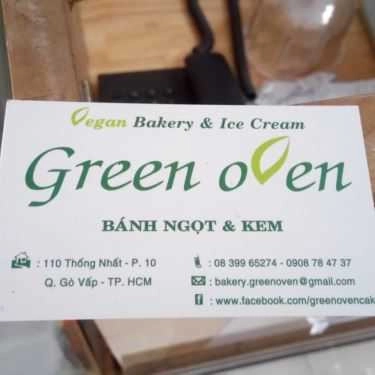 Vegan Bakery & Ice Cream
Green oven
BÁNH NGỌT & KEM
: 110 Thống Nhất - P. 10
Q. Gò Vấp - TP. HCM
: 08 399 65274 - 0908 78 47 37
: bakery.greenoven@gmail.com
f : www.facebook.com/greenovencak